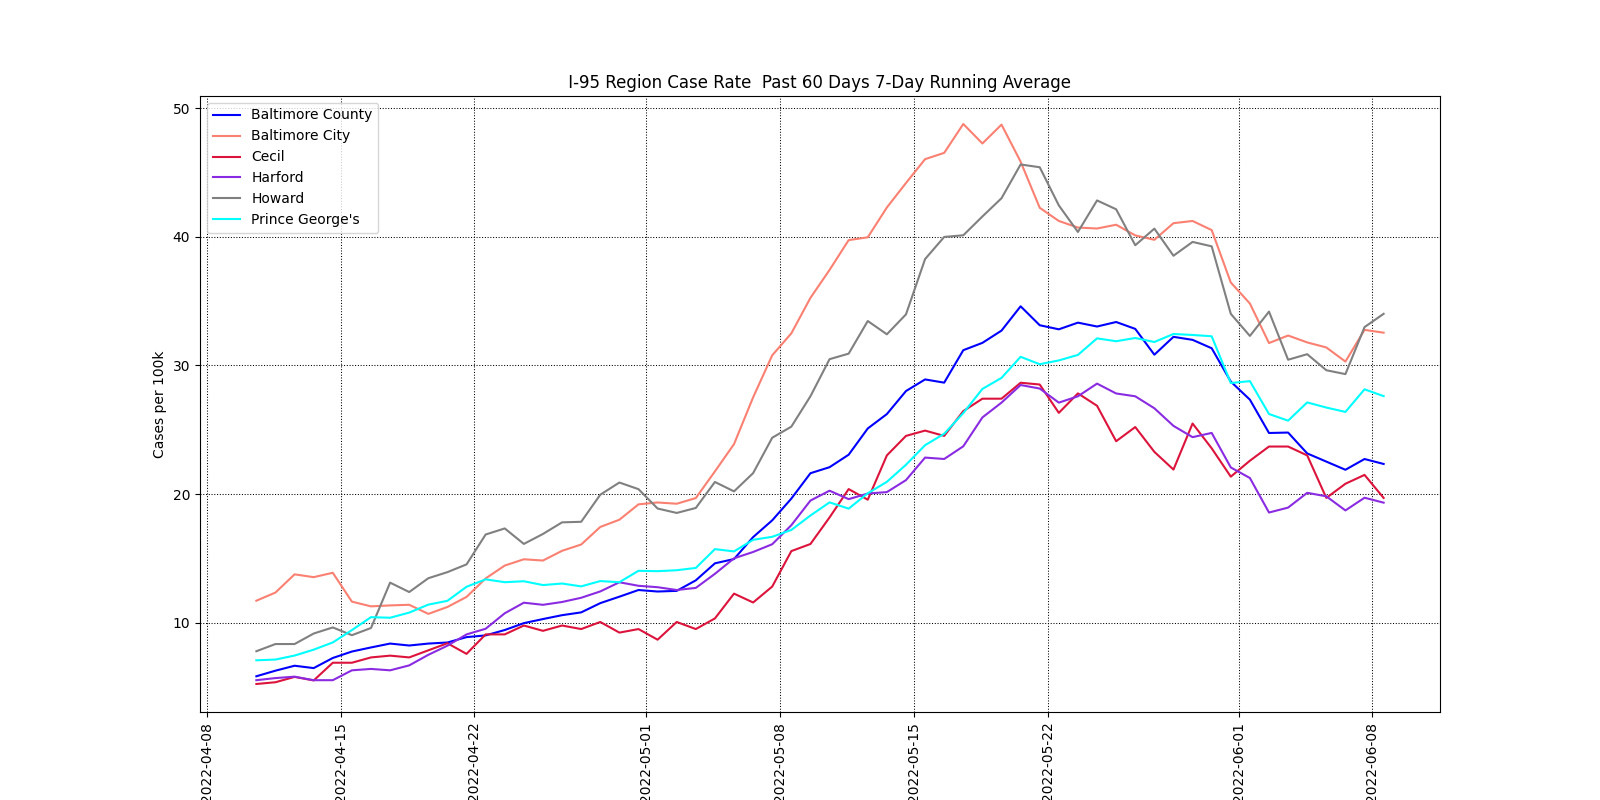 I-95 Region Case Rate  Past 60 Days 7-Day Running Average
Cases per 100k
50
40
30
20
10
Baltimore County
Baltimore City
Cecil
Harford
Howard
Prince George's
2022-04-08
2022-04-15
2022-04-22
2022-05-01
2022-05-08
2022-05-15
2022-05-22
2022-06-01
2022-06-08